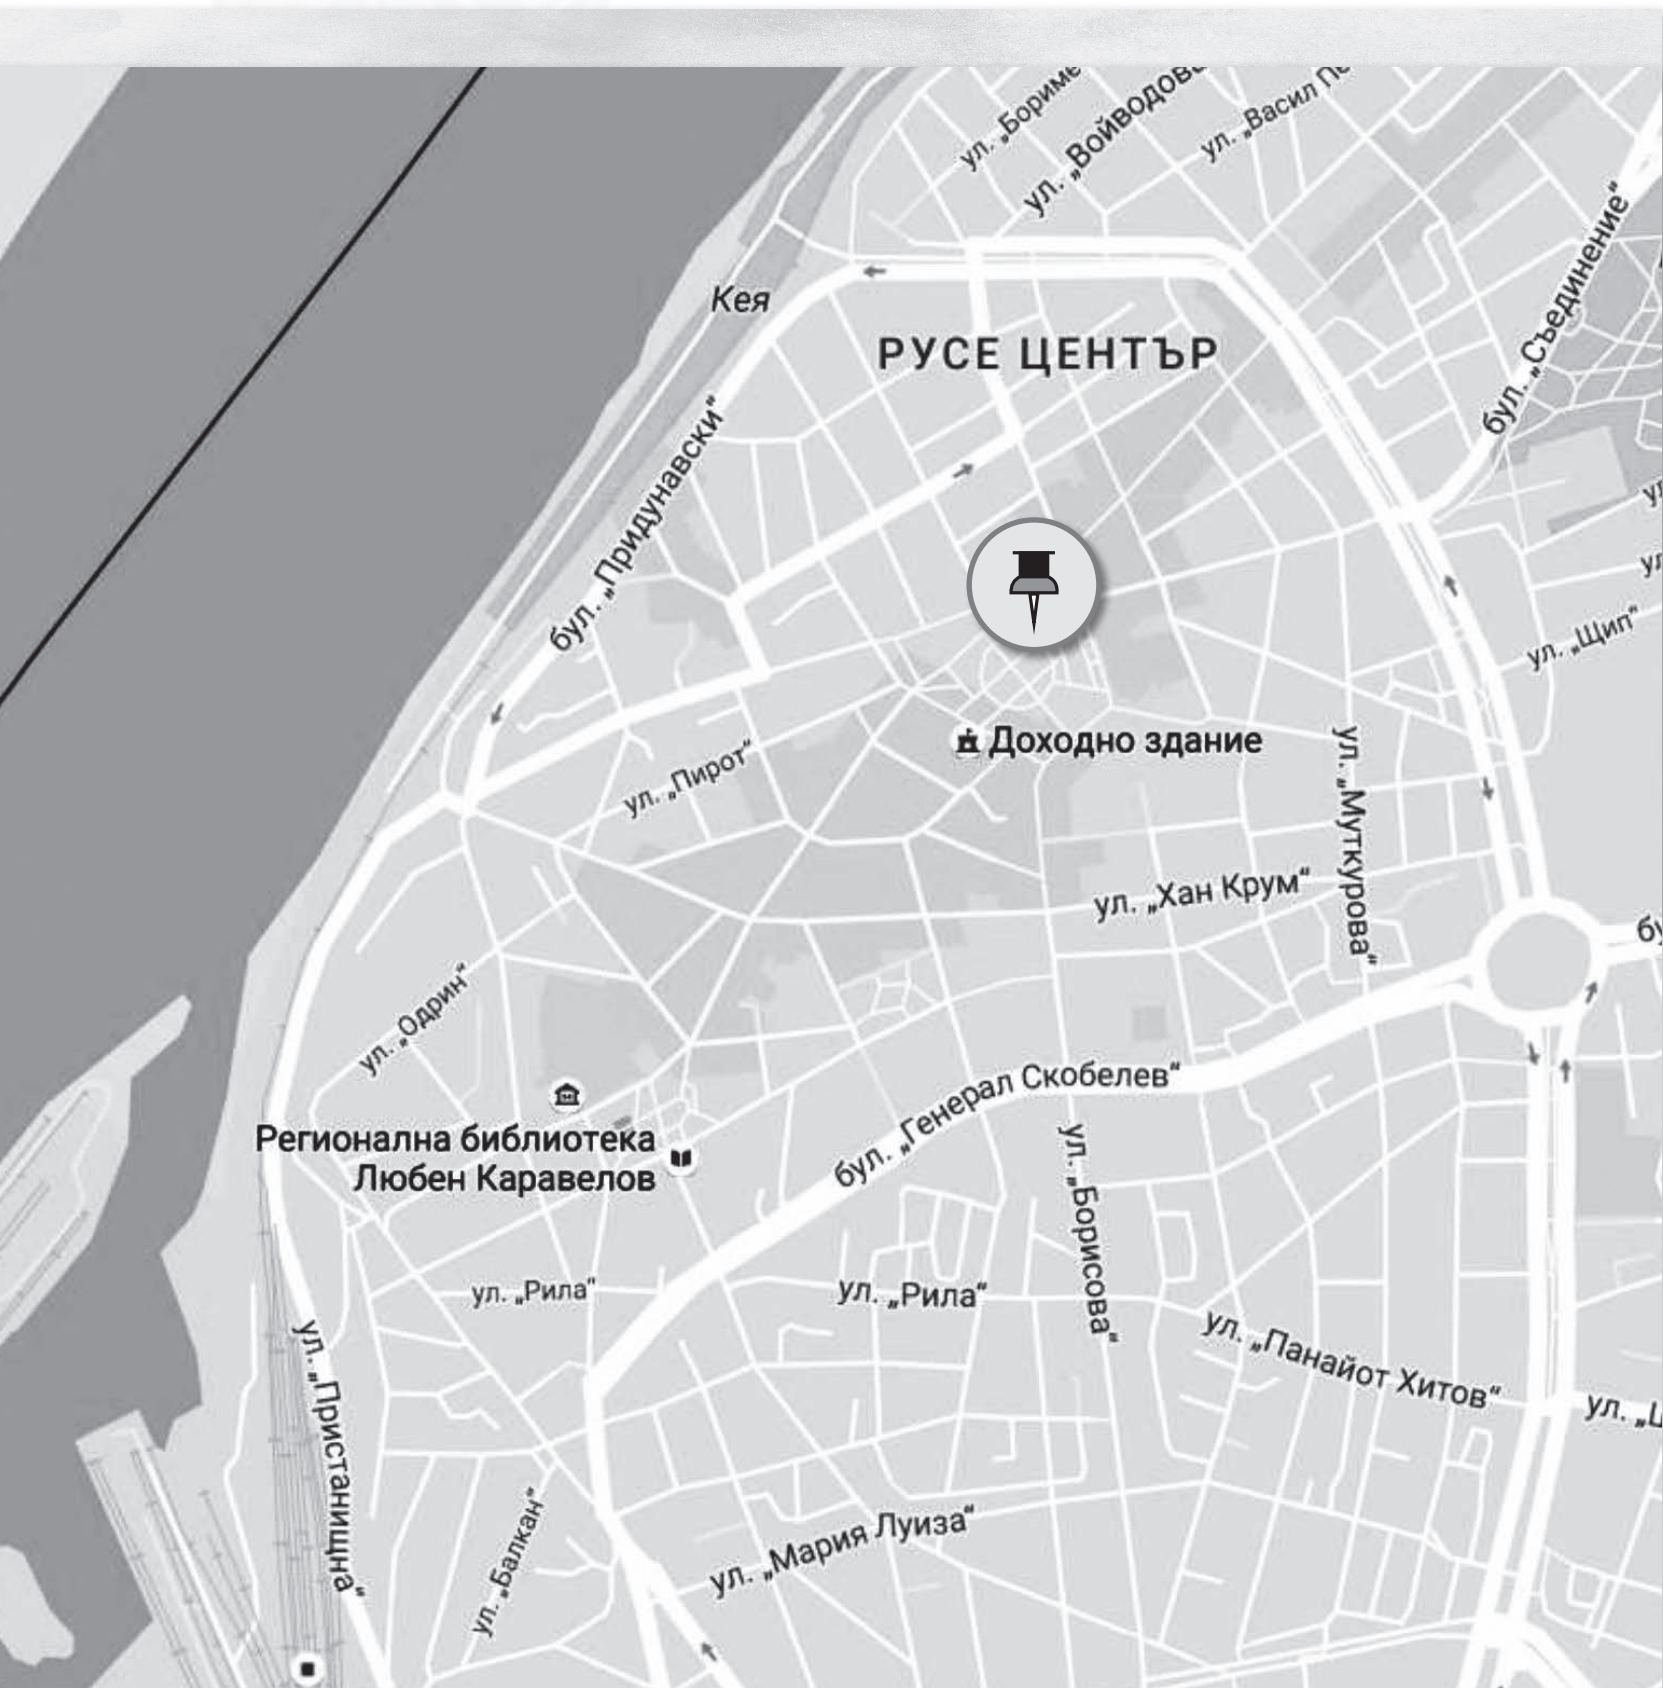 ул. „Бориме
ул. „Войводова
ул. „Васил
бул. „Съединение“
Кея
РУСЕ ЦЕНТЪР
бул. „Придунавски“
ул. „Щип“
Доходно здание
ул. „Пирот“
ул. „Муткурова“
ул. „Хан Крум“
ул. „Одрин“
бул. „Генерал Скобелев“
Регионална библиотека
Любен Каравелов
ул. „Борисова“
ул. „Рила“
ул. „Рила“
ул. „Панайот Хитов“
ул. „Пристанищна“
ул. „Балкан“
ул. „Мария Луиза“